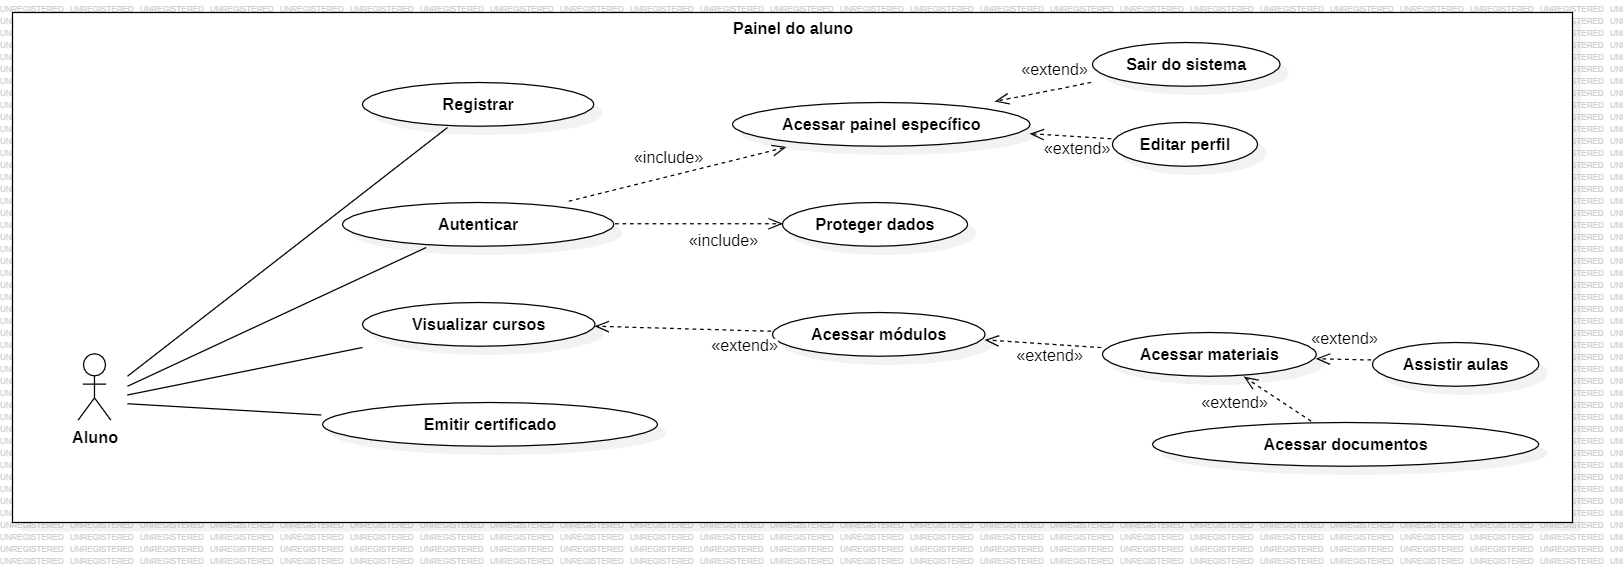 Painel do aluno
Sair do sistema
«extend»
Registrar
Acessar painel específico
Editar perfil
«extend»
«include»
Autenticar
Proteger dados
«include»
Visualizar cursos
Acessar módulos
«extend»
Acessar materiais
«extend»
«extend»
Assistir aulas
«extend»
Emitir certificado
Aluno
Acessar documentos
UNREGISTERED